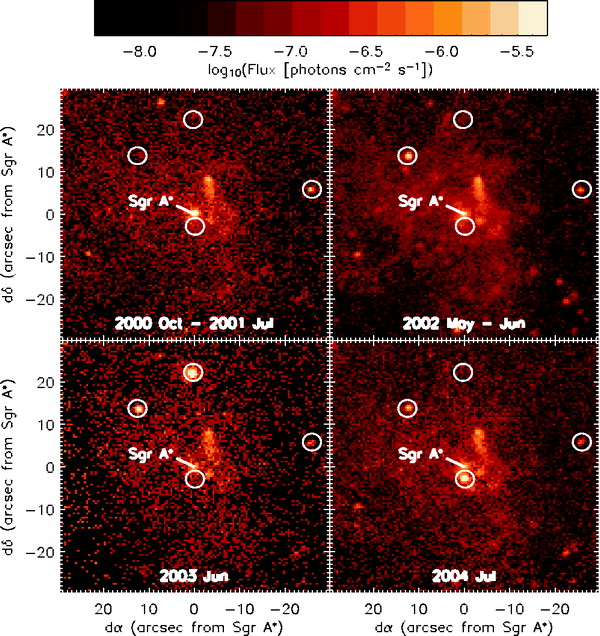 -8.0 -7.5 -7.0 -6.5 -6.0 -5.5
log₁₀(Flux [photons cm⁻² s⁻¹])
20
10
0
-10
-20
dδ (arcsec from Sgr A*)
Sgr A*
2000 Oct - 2001 Jul
Sgr A*
2002 May - Jun
20
10
0
-10
-20
dδ (arcsec from Sgr A*)
Sgr A*
2003 Jun
Sgr A*
2004 Jul
20 10 0 -10 -20 20 10 0 -10 -20
dα (arcsec from Sgr A*) dα (arcsec from Sgr A*)